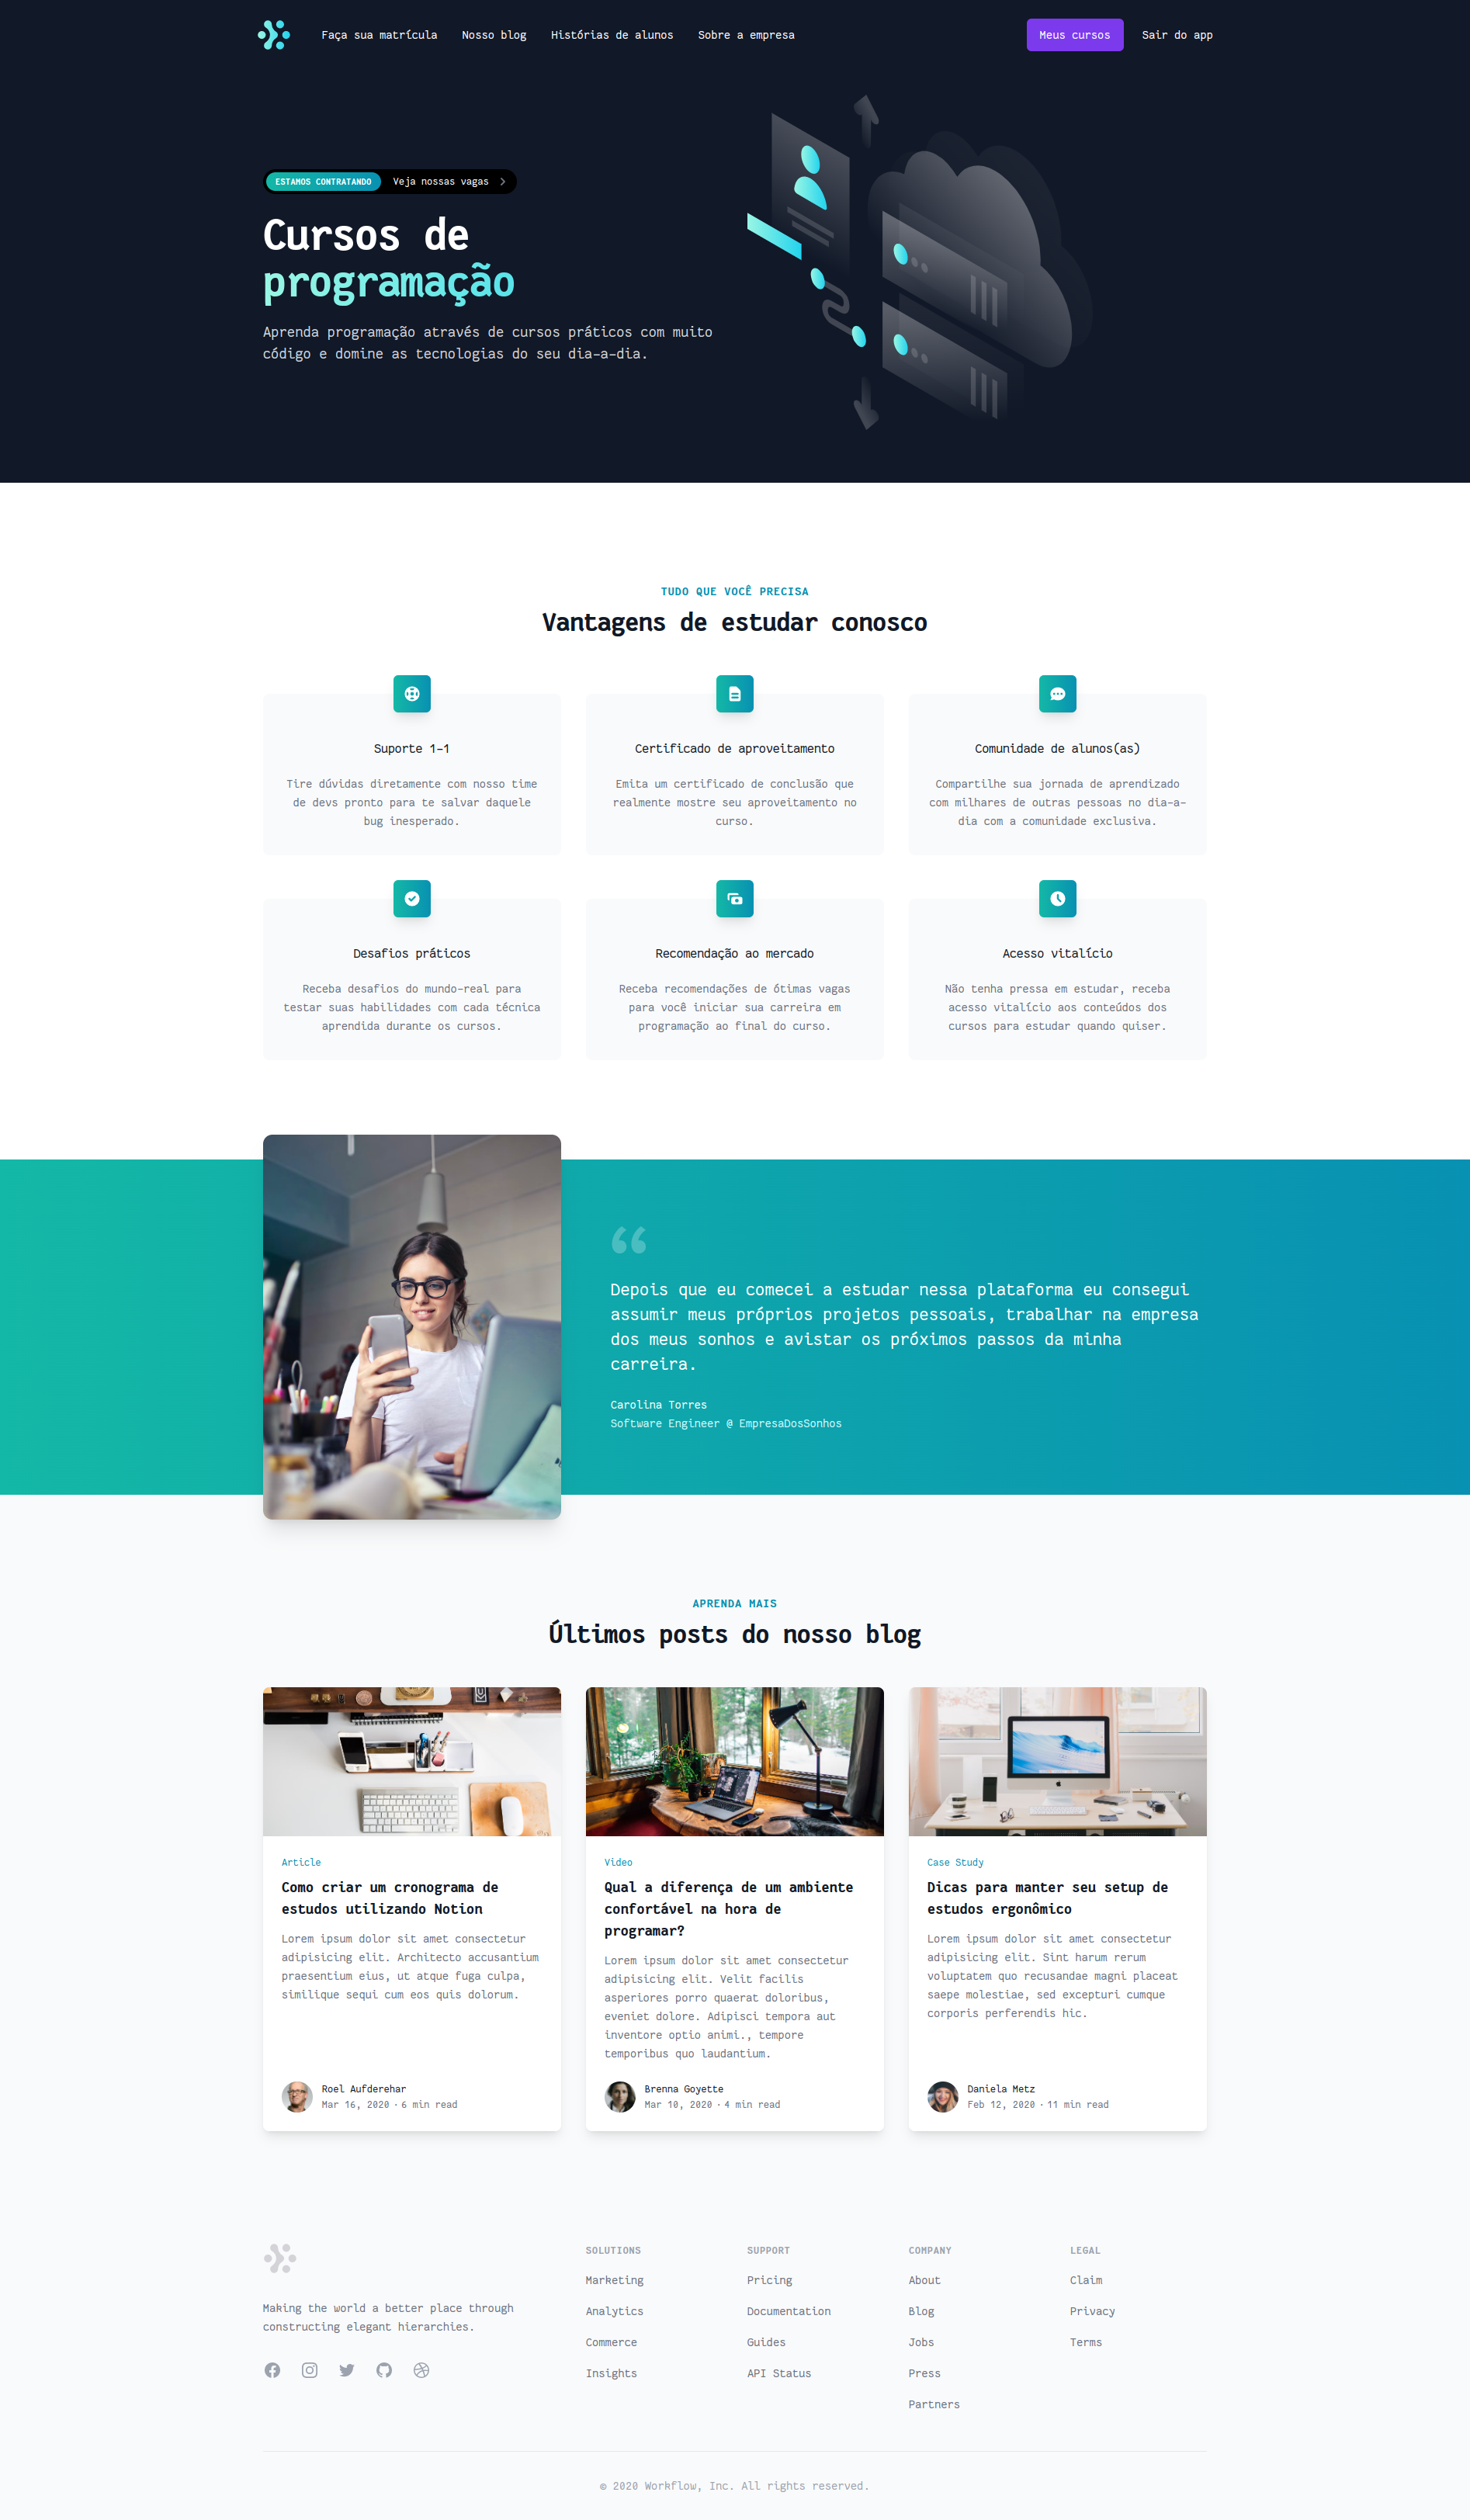 Faça sua matrícula Nosso blog Histórias de alunos Sobre a empresa Meus cursos Sair do app
ESTAMOS CONTRATANDO Veja nossas vagas
Cursos de
programação
Aprenda programação através de cursos práticos com muito
código e domine as tecnologias do seu dia-a-dia.
TUDO QUE VOCÊ PRECISA
Vantagens de estudar conosco
Suporte 1-1
Tire dúvidas diretamente com nosso time
de devs pronto para te salvar daquele
bug inesperado.
Certificado de aproveitamento
Emita um certificado de conclusão que
realmente mostre seu aproveitamento no
curso.
Comunidade de alunos(as)
Compartilhe sua jornada de aprendizado
com milhares de outras pessoas no dia-a-
dia com a comunidade exclusiva.
Desafios práticos
Receba desafios do mundo-real para
testar suas habilidades com cada técnica
aprendida durante os cursos.
Recomendação ao mercado
Receba recomendações de ótimas vagas
para você iniciar sua carreira em
programação ao final do curso.
Acesso vitalício
Não tenha pressa em estudar, receba
acesso vitalício aos conteúdos dos
cursos para estudar quando quiser.
Depois que eu comecei a estudar nessa plataforma eu consegui
assumir meus próprios projetos pessoais, trabalhar na empresa
dos meus sonhos e avistar os próximos passos da minha
carreira.
Carolina Torres
Software Engineer @ EmpresaDosSonhos
APRENDA MAIS
Últimos posts do nosso blog
Article
Como criar um cronograma de
estudos utilizando Notion
Lorem ipsum dolor sit amet consectetur
adipisicing elit. Architecto accusantium
praesentium eius, ut atque fuga culpa,
similique sequi cum eos quis dolorum.
Roel Aufderehar
Mar 16, 2020 · 6 min read
Video
Qual a diferença de um ambiente
confortável na hora de
programar?
Lorem ipsum dolor sit amet consectetur
adipisicing elit. Velit facilis
asperiores porro quaerat doloribus,
eveniet dolore. Adipisci tempora aut
inventore optio animi., tempore
temporibus quo laudantium.
Brenna Goyette
Mar 10, 2020 · 4 min read
Case Study
Dicas para manter seu setup de
estudos ergonômico
Lorem ipsum dolor sit amet consectetur
adipisicing elit. Sint harum rerum
voluptatem quo recusandae magni placeat
saepe molestiae, sed excepturi cumque
corporis perferendis hic.
Daniela Metz
Feb 12, 2020 · 11 min read
Making the world a better place through
constructing elegant hierarchies.
SOLUTIONS
Marketing
Analytics
Commerce
Insights
SUPPORT
Pricing
Documentation
Guides
API Status
COMPANY
About
Blog
Jobs
Press
Partners
LEGAL
Claim
Privacy
Terms
© 2020 Workflow, Inc. All rights reserved.